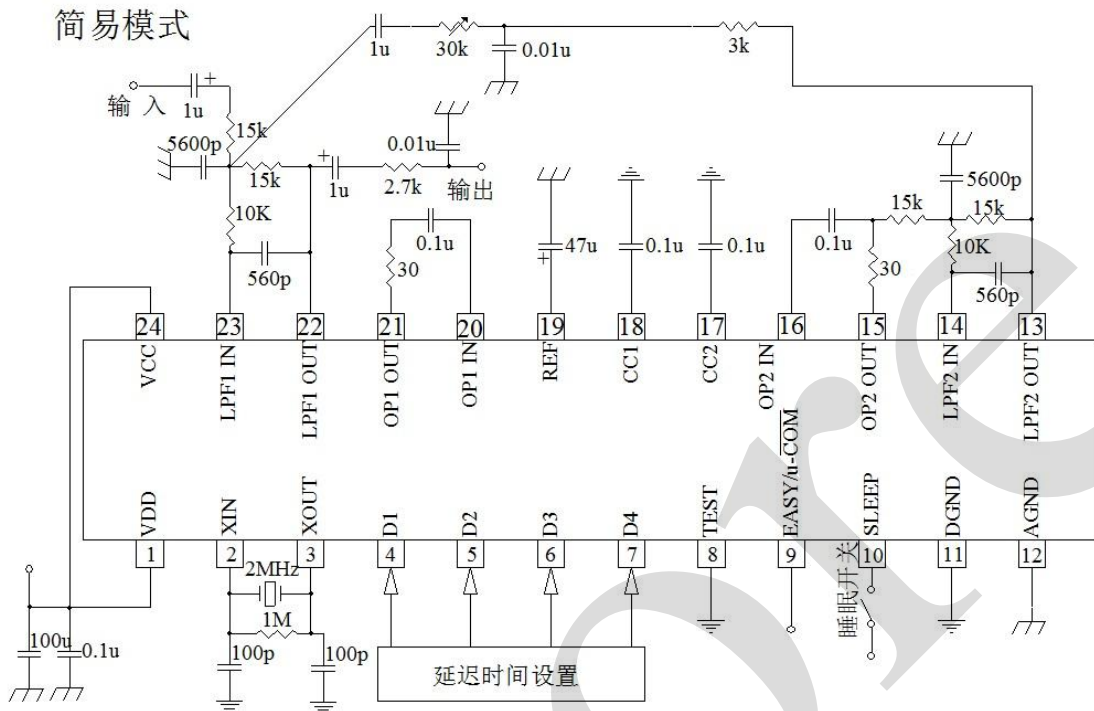 简易模式
1u
30k
0.01u
3k
输 入
1u
15k
5600p
15k
1u
2.7k
0.01u
输出
10K
560p
30
0.1u
47u
0.1u
0.1u
0.1u
15k
5600p
15k
10K
30
560p
24
23
22
21
20
19
18
17
16
15
14
13
VCC
LPF1 IN
LPF1 OUT
OP1 OUT
OP1 IN
REF
CC1
CC2
OP2 IN
OP2 OUT
LPF2 IN
LPF2 OUT
VDD
XIN
XOUT
D1
D2
D3
D4
TEST
EASY/u-COM
SLEEP
DGND
AGND
1
2
3
4
5
6
7
8
9
10
11
12
2MHz
1M
100u
0.1u
100p
100p
延迟时间设置
睡眠开关
ore